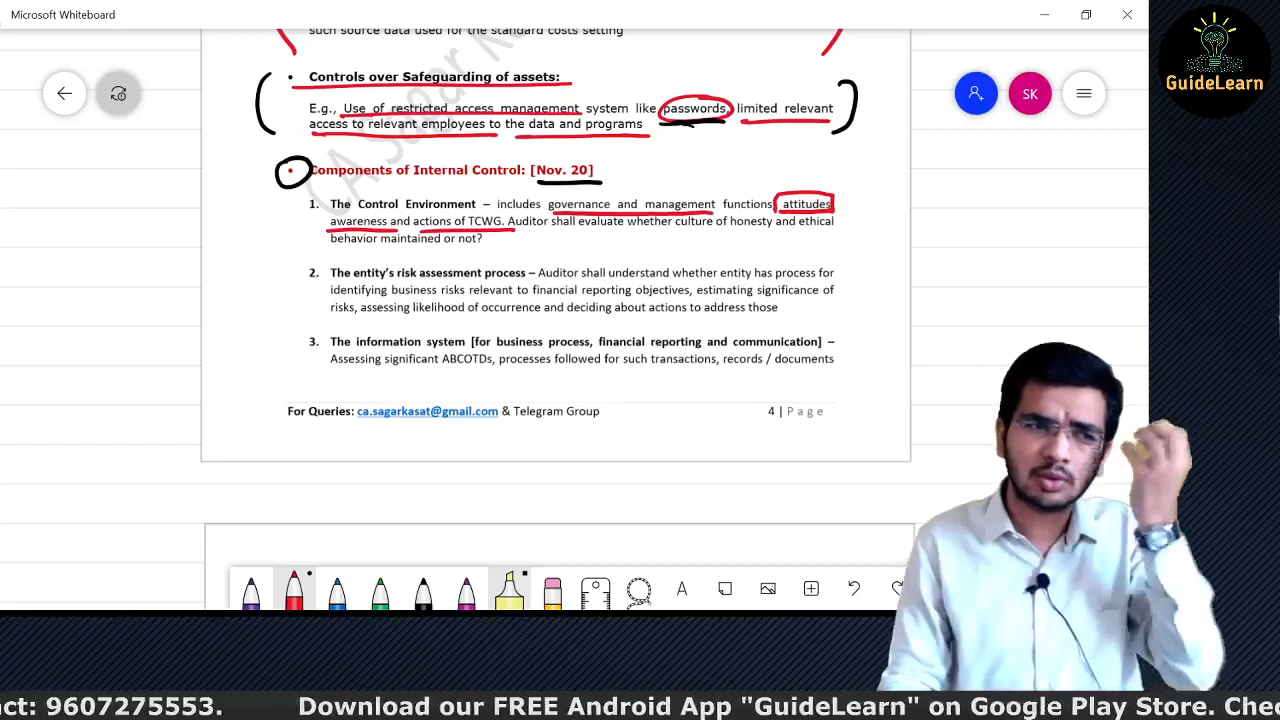 Microsoft Whiteboard
such source data used for the standard costs setting
• Controls over Safeguarding of assets:
E.g., Use of restricted access management system like passwords, limited relevant
access to relevant employees to the data and programs
• Components of Internal Control: [Nov. 20]
1. The Control Environment – includes governance and management functions, attitudes
awareness and actions of TCWG. Auditor shall evaluate whether culture of honesty and ethical
behavior maintained or not?
2. The entity's risk assessment process – Auditor shall understand whether entity has process for
identifying business risks relevant to financial reporting objectives, estimating significance of
risks, assessing likelihood of occurrence and deciding about actions to address those
3. The information system [for business process, financial reporting and communication] –
Assessing significant ABCOTDs, processes followed for such transactions, records / documents
For Queries: ca.sagarkasat@gmail.com & Telegram Group
4 | Page
SK
GuideLearn
A
act: 9607275553. Download our FREE Android App "GuideLearn" on Google Play Store. Chec